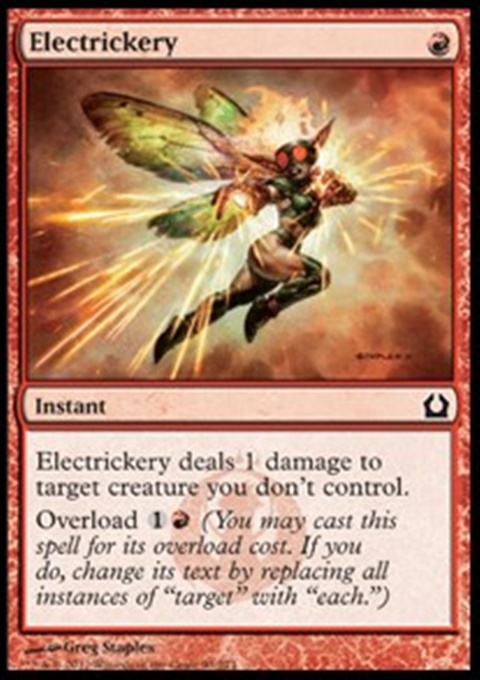 Electrickery
Instant
Electrickery deals 1 damage to
target creature you don't control.
Overload 1 (You may cast this
spell for its overload cost. If you
do, change its text by replacing all
instances of "target" with "each.")
Greg Staples